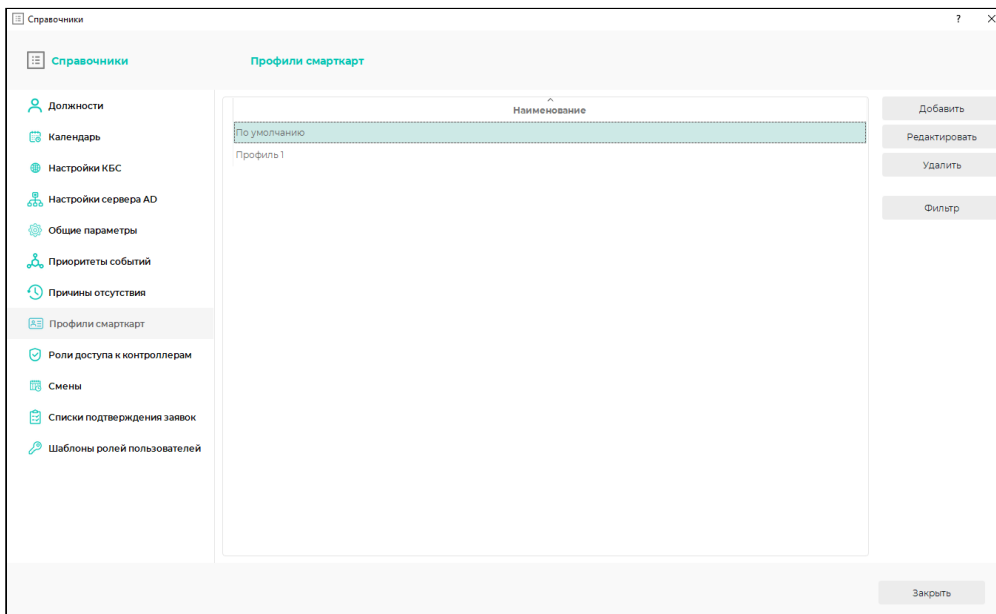 Справочники
?
Справочники
Профили смарткарт
Должности
Календарь
Настройки КБС
Настройки сервера AD
Общие параметры
Приоритеты событий
Причины отсутствия
Профили смарткарт
Роли доступа к контроллерам
Смены
Списки подтверждения заявок
Шаблоны ролей пользователей
Наименование
По умолчанию
Профиль 1
Добавить
Редактировать
Удалить
Фильтр
Закрыть